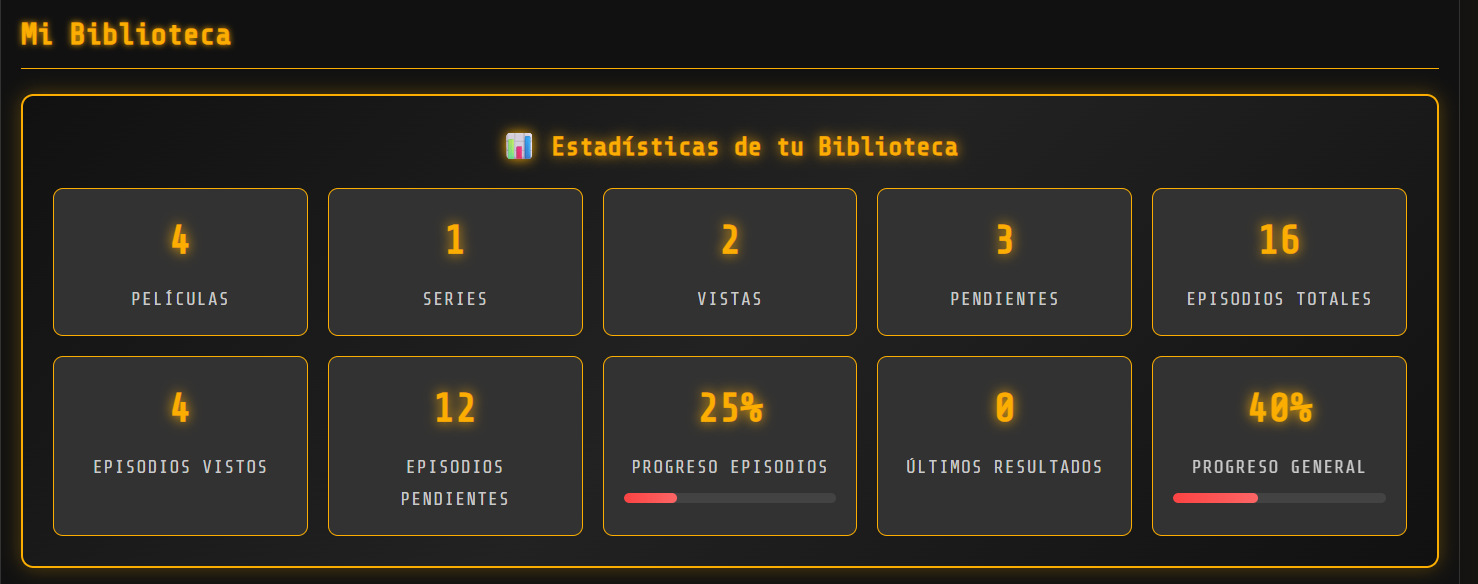 Mi Biblioteca
Estadísticas de tu Biblioteca
4
PELÍCULAS
1
SERIES
2
VISTAS
3
PENDIENTES
16
EPISODIOS TOTALES
4
EPISODIOS VISTOS
12
EPISODIOS
PENDIENTES
25%
PROGRESO EPISODIOS
0
ÚLTIMOS RESULTADOS
40%
PROGRESO GENERAL